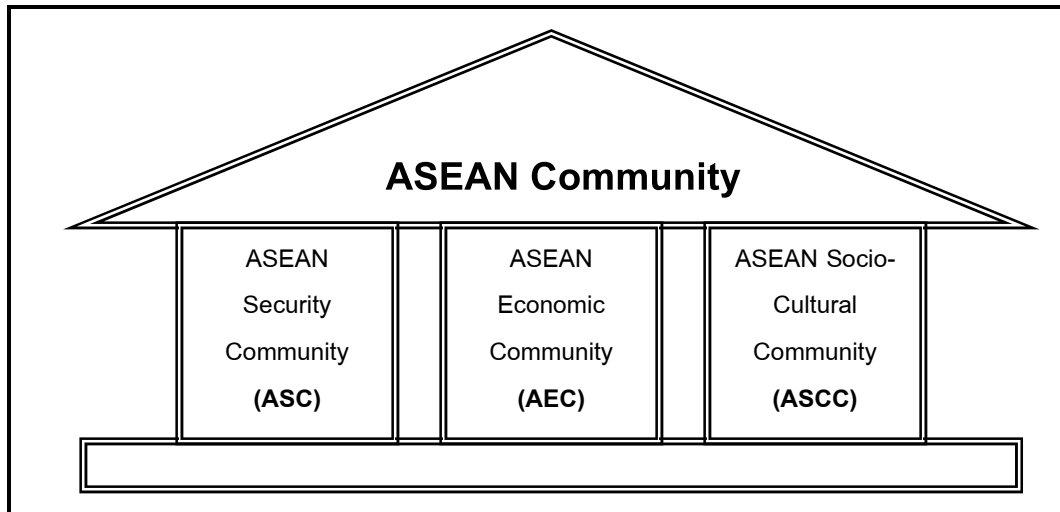 ASEAN Community
ASEAN
Security
Community
(ASC)
ASEAN
Economic
Community
(AEC)
ASEAN Socio-
Cultural
Community
(ASCC)